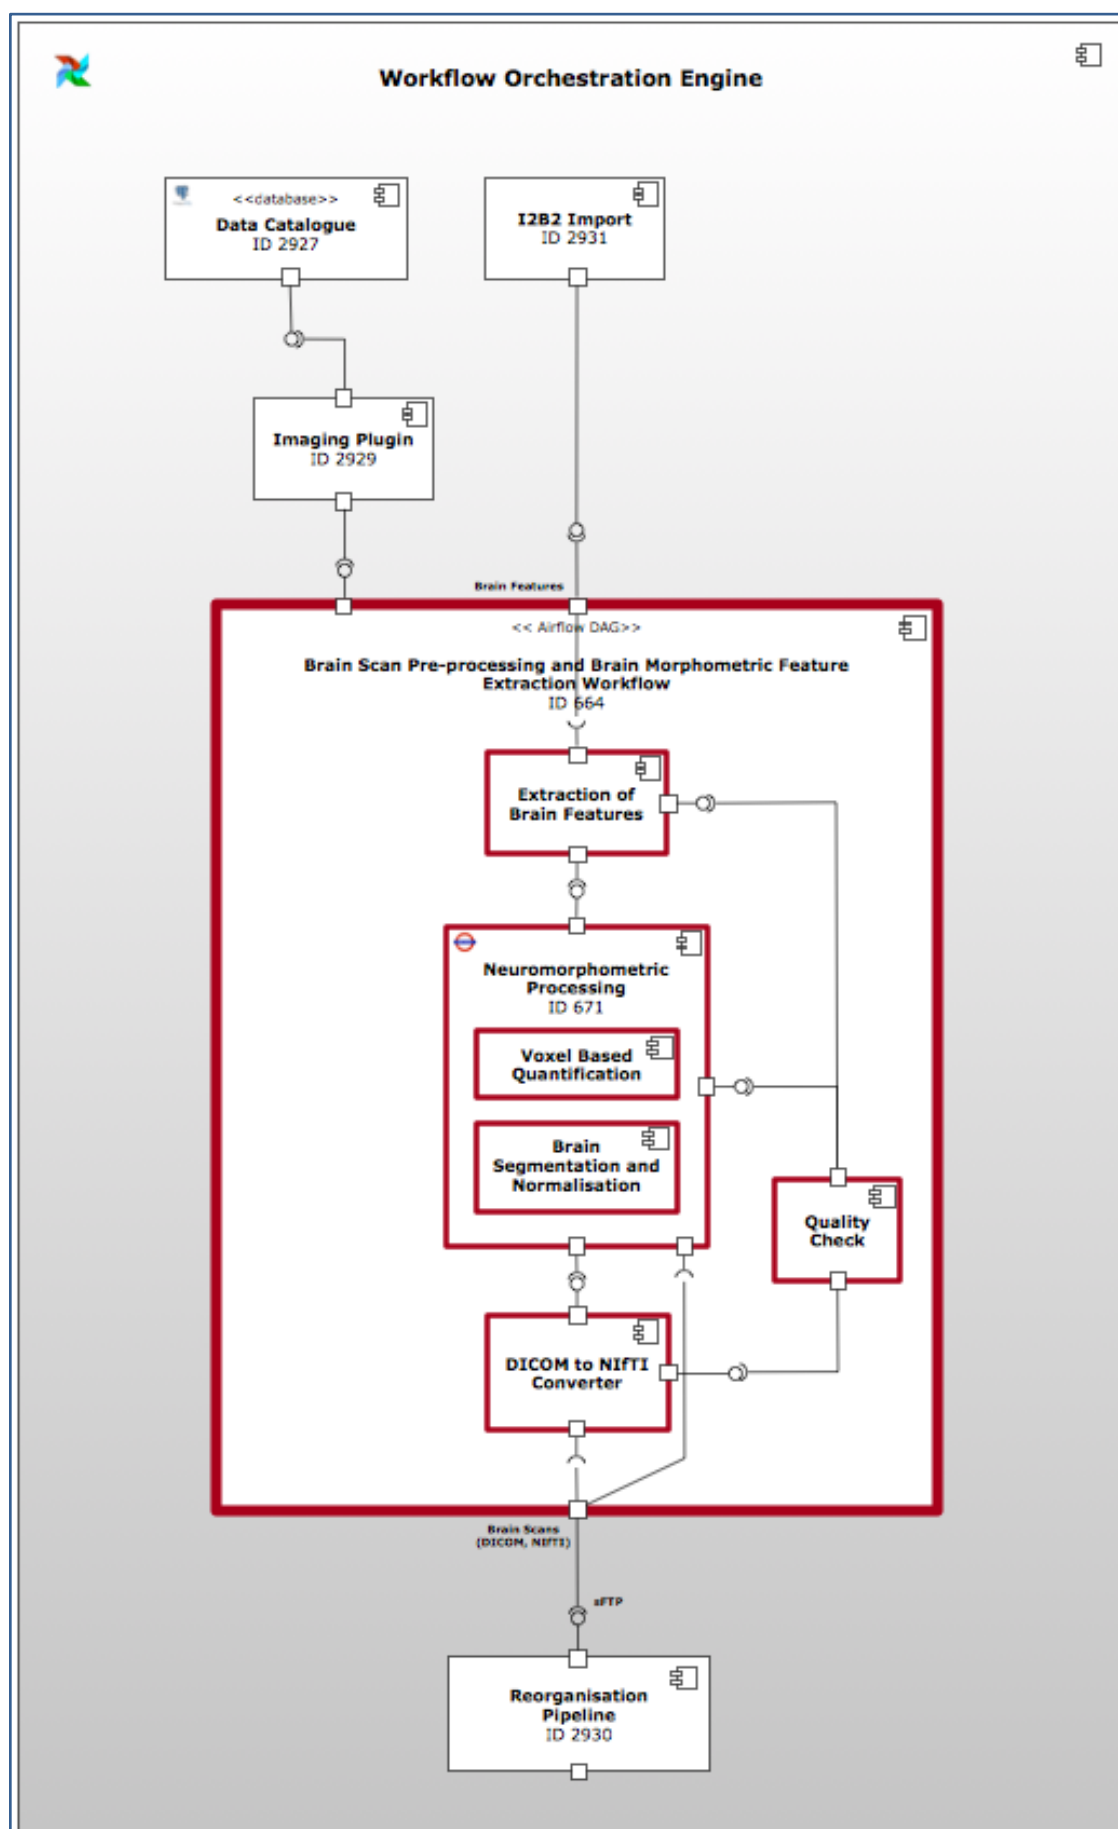 Workflow Orchestration Engine
<<database>>
Data Catalogue
ID 2927
I2B2 Import
ID 2931
Imaging Plugin
ID 2929
Brain Features
<< Airflow DAG>>
Brain Scan Pre-processing and Brain Morphometric Feature
Extraction Workflow
ID 664
Extraction of
Brain Features
Neuromorphometric
Processing
ID 671
Voxel Based
Quantification
Brain
Segmentation and
Normalisation
Quality
Check
DICOM to NIfTI
Converter
Brain Scans
(DICOM, NIfTI)
sFTP
Reorganisation
Pipeline
ID 2930